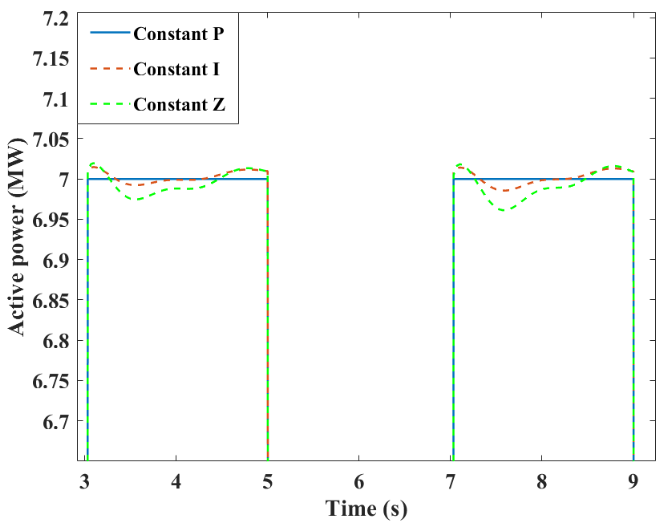 7.2
7.15
7.1
7.05
7
6.95
6.9
6.85
6.8
6.75
6.7
Active power (MW)
Constant P
Constant I
Constant Z
3 4 5 6 7 8 9
Time (s)